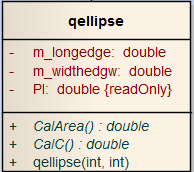 qellipse
- m_longedge: double
- m_widthedgw: double
- PI: double {readOnly}
+ CalArea() : double
+ CalC() : double
+ qellipse(int, int)